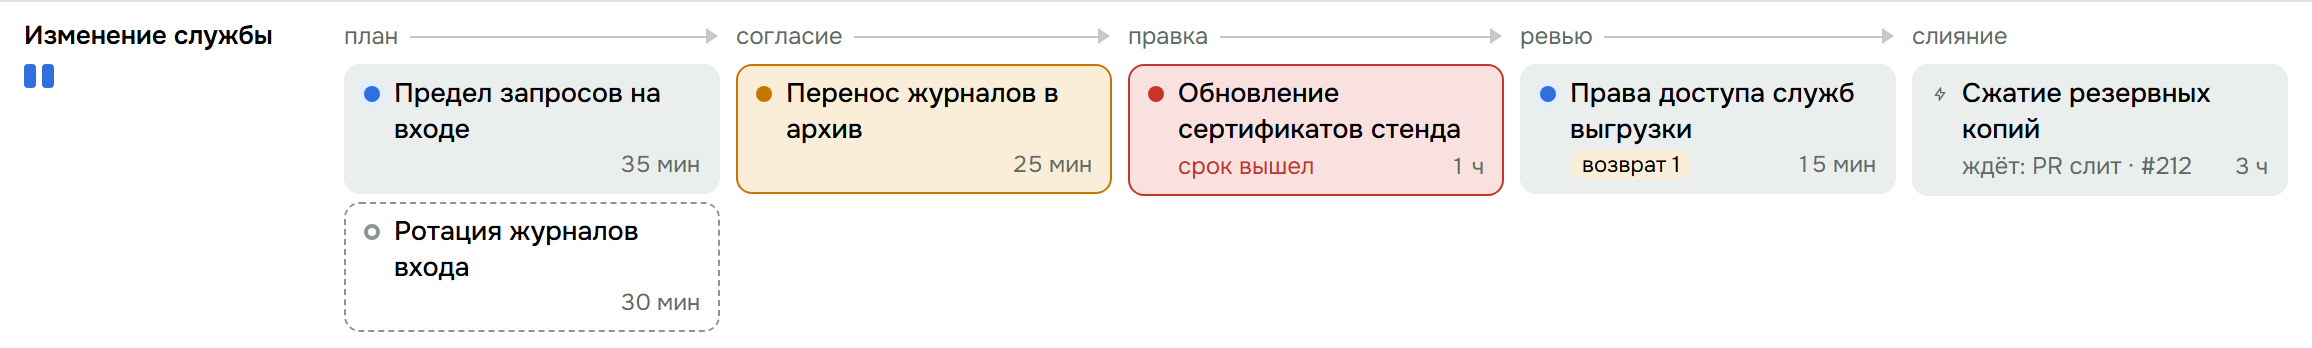 Изменение службы
план
согласие
правка
ревью
слияние
Предел запросов на
входе
35 мин
Перенос журналов в
архив
25 мин
Обновление
сертификатов стенда
срок вышел
1 ч
Права доступа служб
выгрузки
возврат 1
15 мин
Сжатие резервных
копий
ждёт: PR слит · #212
3 ч
Ротация журналов
входа
30 мин